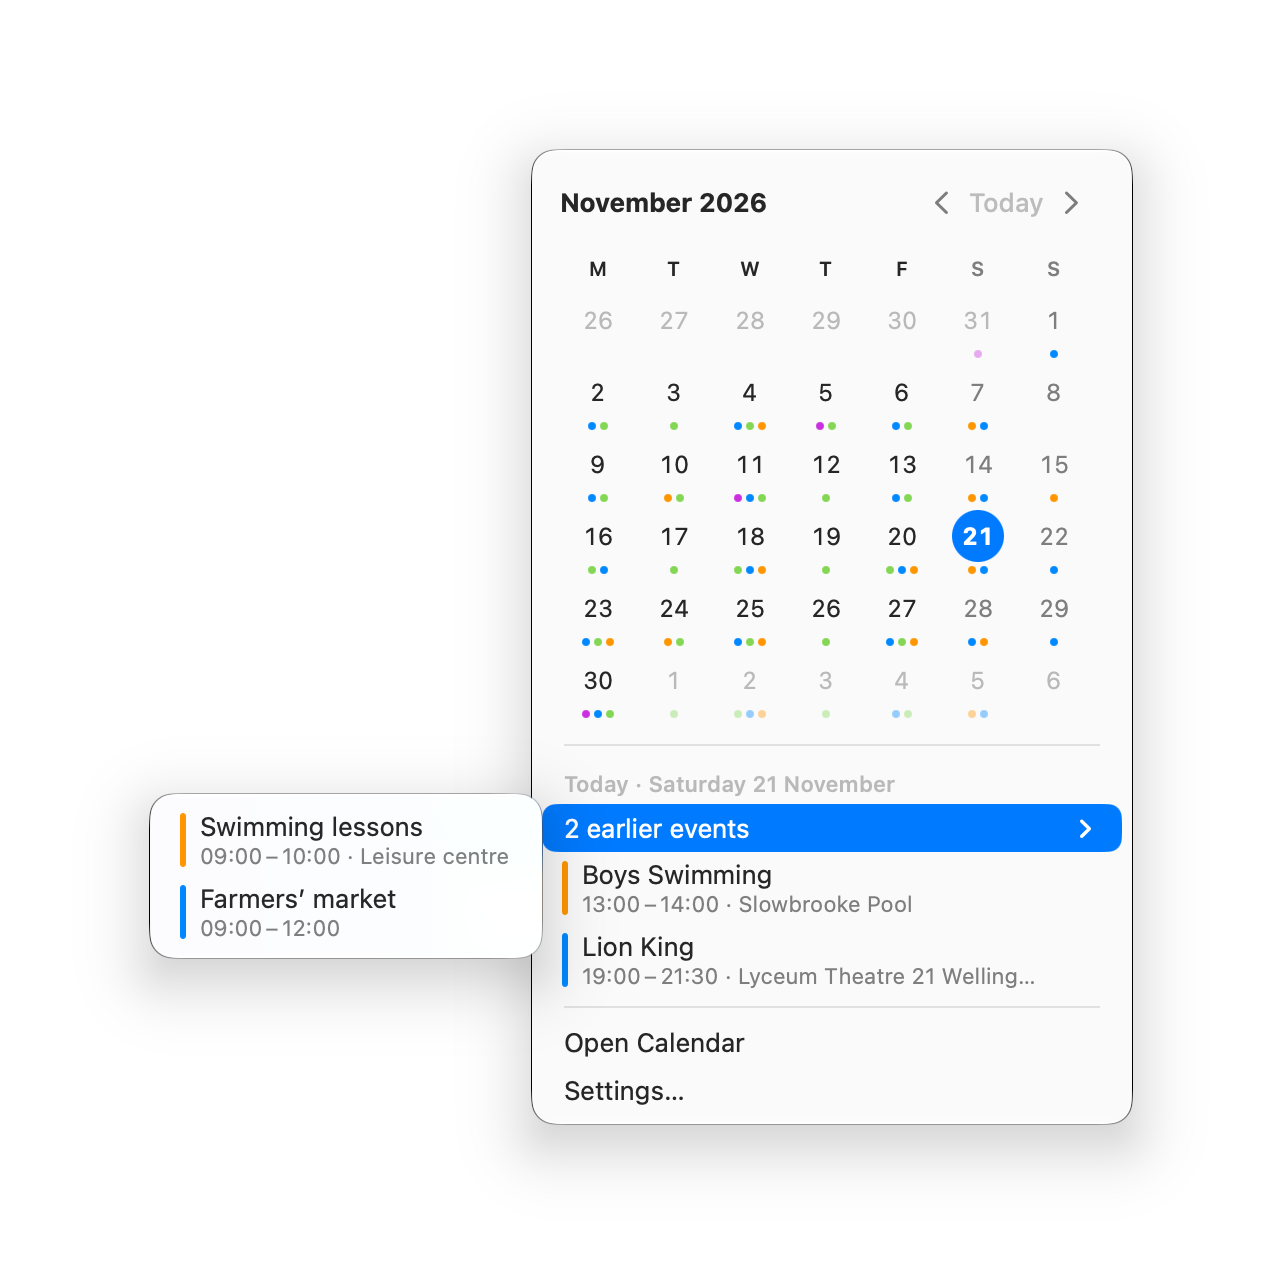 November 2026 Today
M T W T F S S
26 27 28 29 30 31 1
2 3 4 5 6 7 8
9 10 11 12 13 14 15
16 17 18 19 20 21 22
23 24 25 26 27 28 29
30 1 2 3 4 5 6
Today · Saturday 21 November
2 earlier events
Swimming lessons
09:00 – 10:00 · Leisure centre
Farmers’ market
09:00 – 12:00
Boys Swimming
13:00 – 14:00 · Slowbrooke Pool
Lion King
19:00 – 21:30 · Lyceum Theatre 21 Welling...
Open Calendar
Settings...